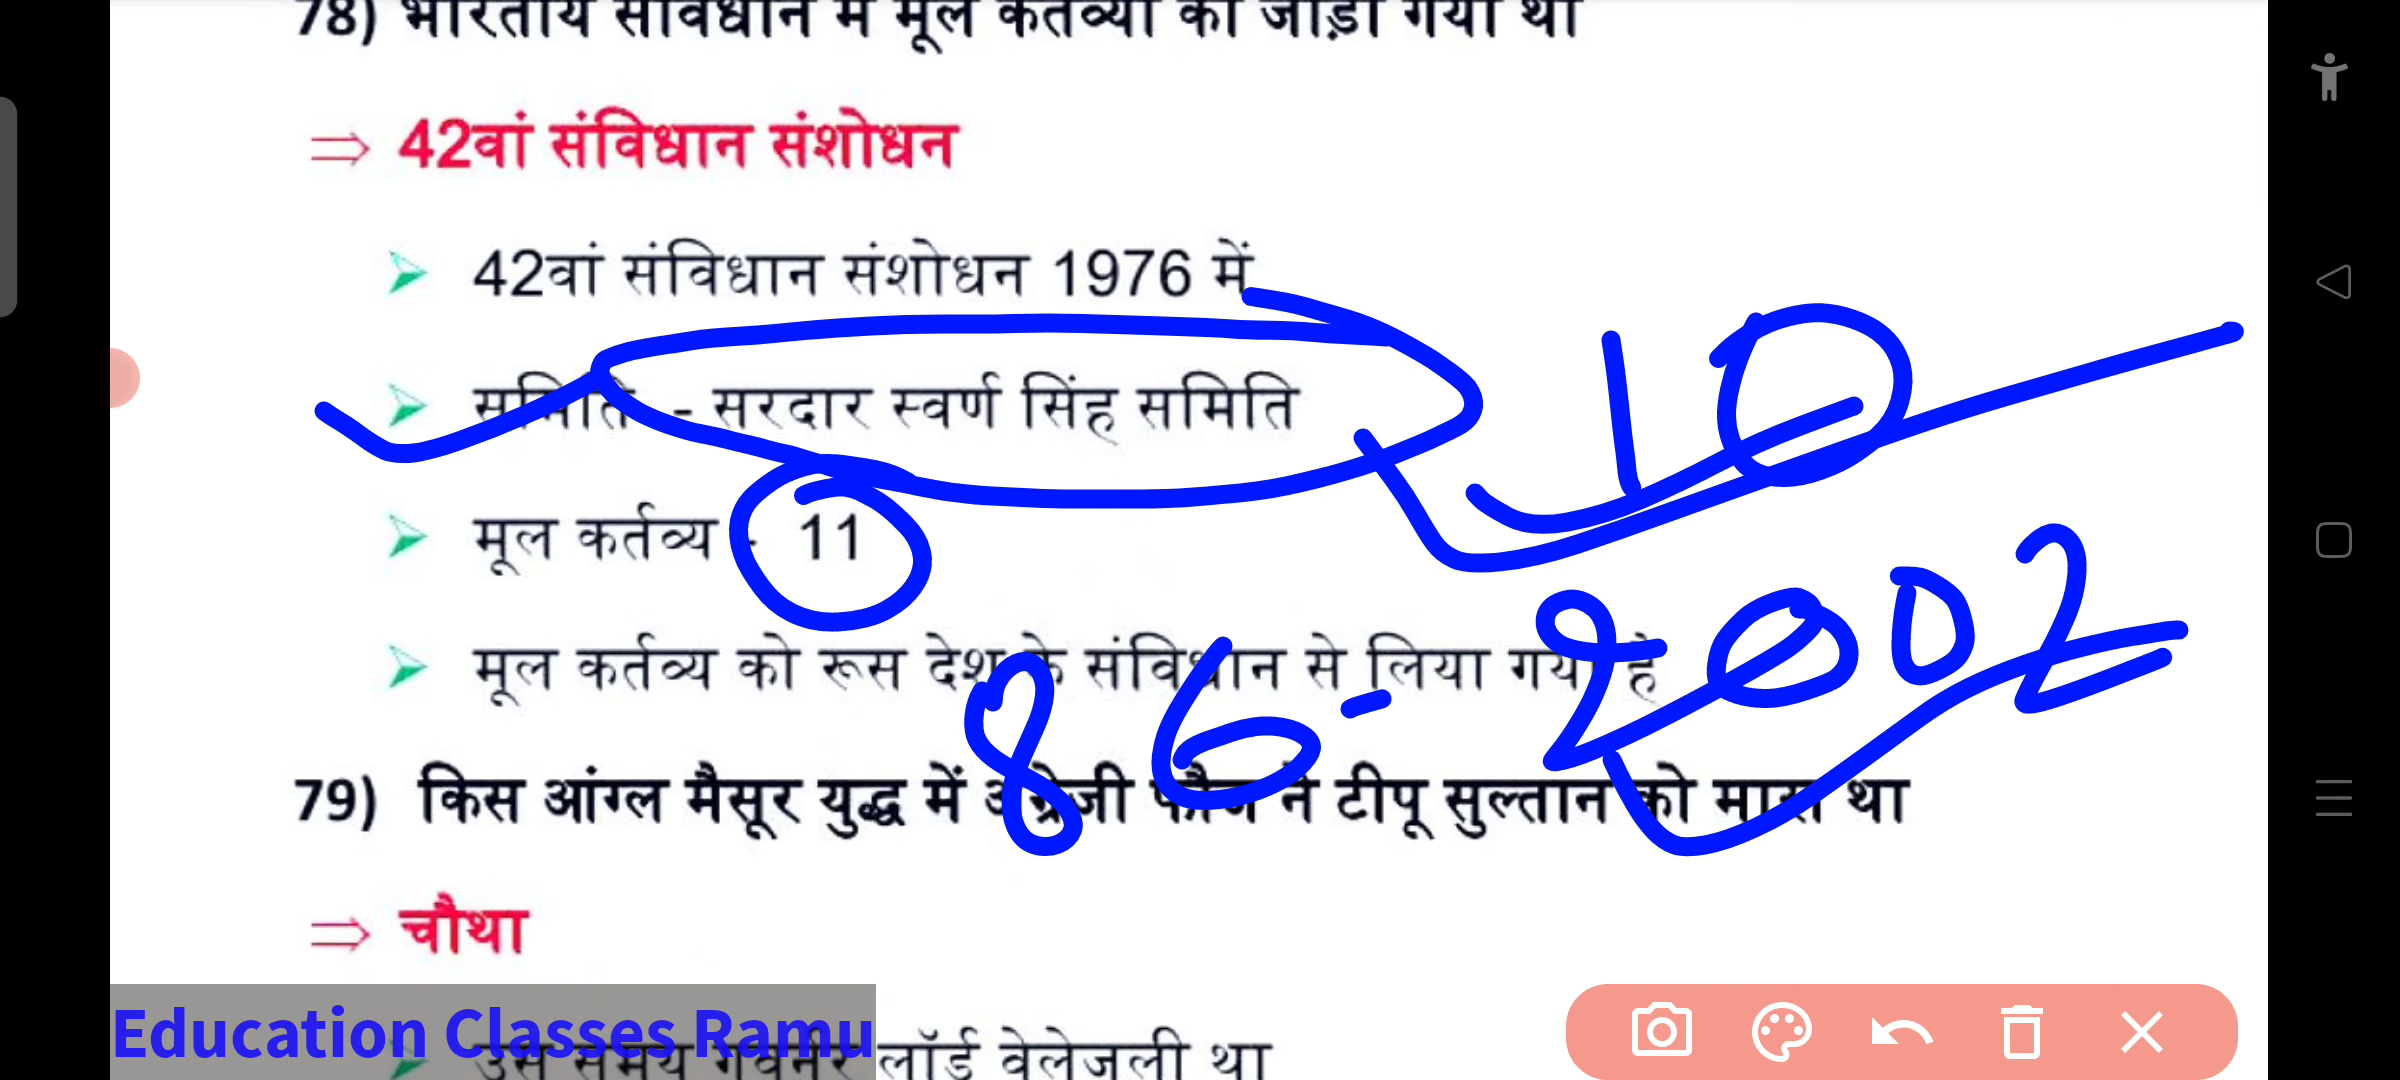 78) भारतीय संविधान में मूल कर्तव्यों को जोड़ा गया था
⇒ 42वां संविधान संशोधन
➢ 42वां संविधान संशोधन 1976 में
➢ समिति - सरदार स्वर्ण सिंह समिति
10
➢ मूल कर्तव्य - 11
➢ मूल कर्तव्य को रूस देश के संविधान से लिया गया है
86 - 2002
79) किस आंग्ल मैसूर युद्ध में अंग्रेजी फौज ने टीपू सुल्तान को मारा था
⇒ चौथा
Education Classes Ramu
➢ उस समय गवर्नर लॉर्ड वेलेजली था